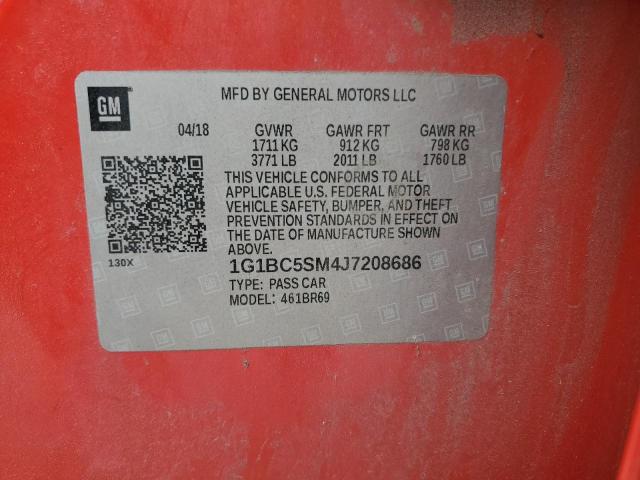 GM
MFD BY GENERAL MOTORS LLC
04/18 GVWR GAWR FRT GAWR RR
1711 KG 912 KG 798 KG
3771 LB 2011 LB 1760 LB
THIS VEHICLE CONFORMS TO ALL
APPLICABLE U.S. FEDERAL MOTOR
VEHICLE SAFETY, BUMPER, AND THEFT
PREVENTION STANDARDS IN EFFECT ON
THE DATE OF MANUFACTURE SHOWN
ABOVE.
130X
1G1BC5SM4J7208686
TYPE: PASS CAR
MODEL: 461BR69